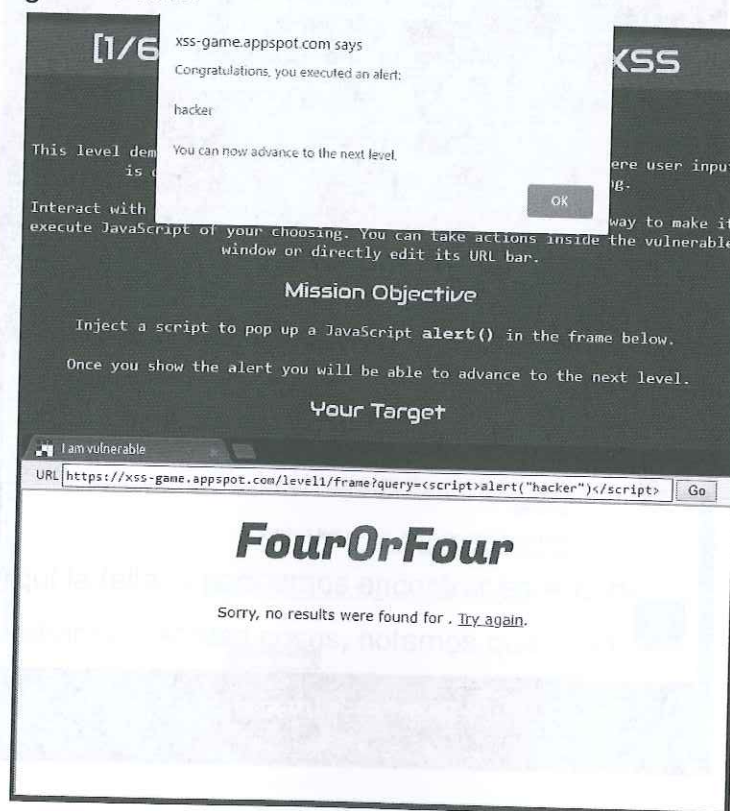 [1/6
XSS
xss-game.appspot.com says
Congratulations, you executed an alert:
hacker
You can now advance to the next level.
OK
This level dem
ere user input
is
g.
Interact with
way to make it
execute JavaScript of your choosing. You can take actions inside the vulnerable
window or directly edit its URL bar.
Mission Objective
Inject a script to pop up a JavaScript alert() in the frame below.
Once you show the alert you will be able to advance to the next level.
Your Target
I am vulnerable
URL https://xss-game.appspot.com/level1/frame?query=<script>alert("hacker")</script> Go
FourOrFour
Sorry, no results were found for . Try again.